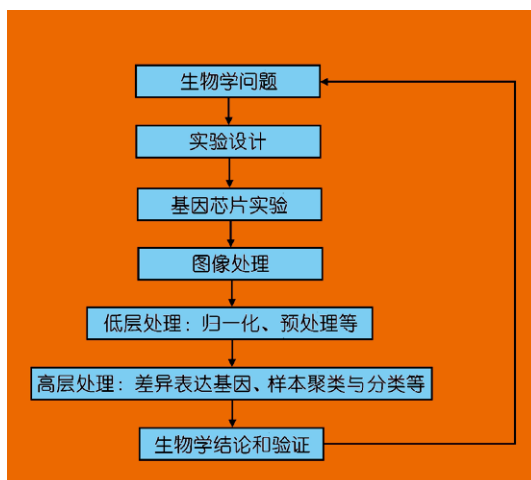 生物学问题
实验设计
基因芯片实验
图像处理
低层处理：归一化、预处理等
高层处理：差异表达基因、样本聚类与分类等
生物学结论和验证